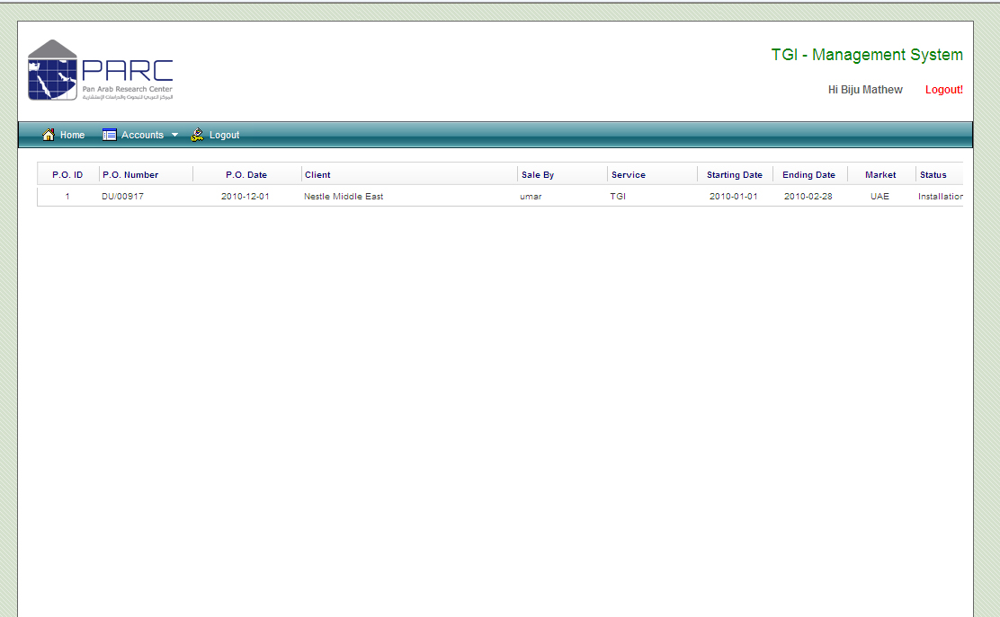 TGI - Management System
PARC
Pan Arab Research Center
المركز العربي للبحوث والدراسات الإستشارية
Hi Biju Mathew Logout!
Home Accounts Logout
P.O. ID P.O. Number P.O. Date Client Sale By Service Starting Date Ending Date Market Status
1 DU/00917 2010-12-01 Nestle Middle East umar TGI 2010-01-01 2010-02-28 UAE Installation